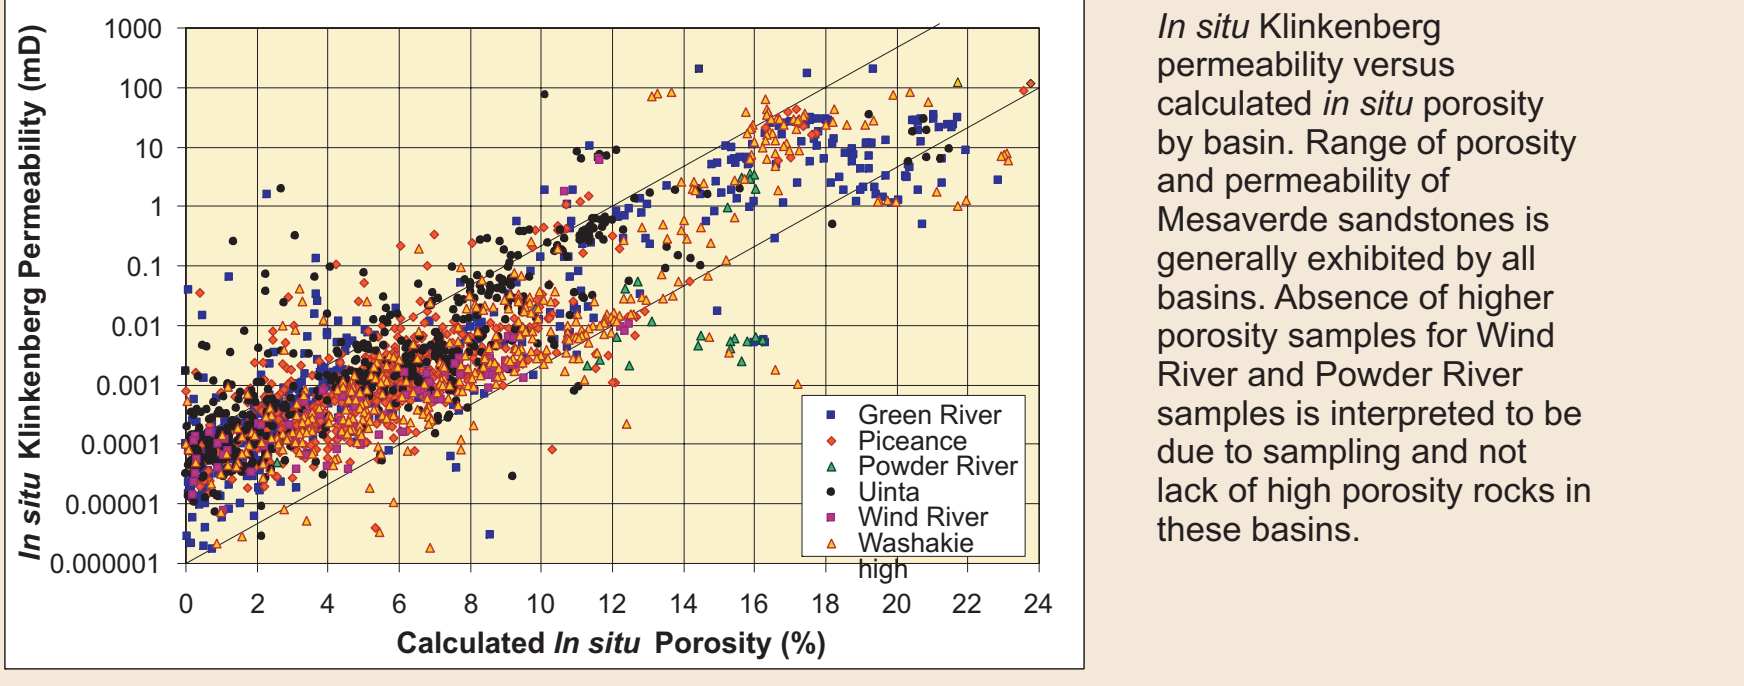 In situ Klinkenberg Permeability (mD)
1000
100
10
1
0.1
0.01
0.001
0.0001
0.00001
0.000001
0 2 4 6 8 10 12 14 16 18 20 22 24
Calculated In situ Porosity (%)
Green River
Piceance
Powder River
Uinta
Wind River
Washakie
high
In situ Klinkenberg
permeability versus
calculated in situ porosity
by basin. Range of porosity
and permeability of
Mesaverde sandstones is
generally exhibited by all
basins. Absence of higher
porosity samples for Wind
River and Powder River
samples is interpreted to be
due to sampling and not
lack of high porosity rocks in
these basins.